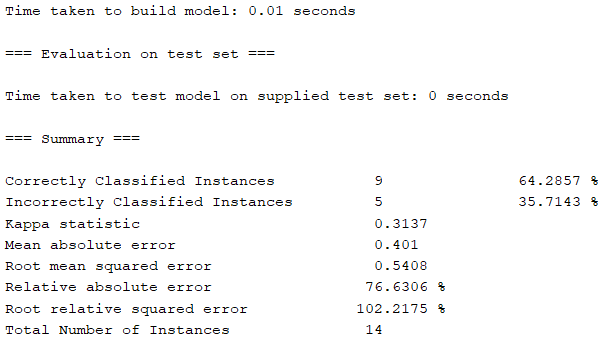 Time taken to build model: 0.01 seconds
=== Evaluation on test set ===
Time taken to test model on supplied test set: 0 seconds
=== Summary ===
Correctly Classified Instances 9 64.2857 %
Incorrectly Classified Instances 5 35.7143 %
Kappa statistic 0.3137
Mean absolute error 0.401
Root mean squared error 0.5408
Relative absolute error 76.6306 %
Root relative squared error 102.2175 %
Total Number of Instances 14